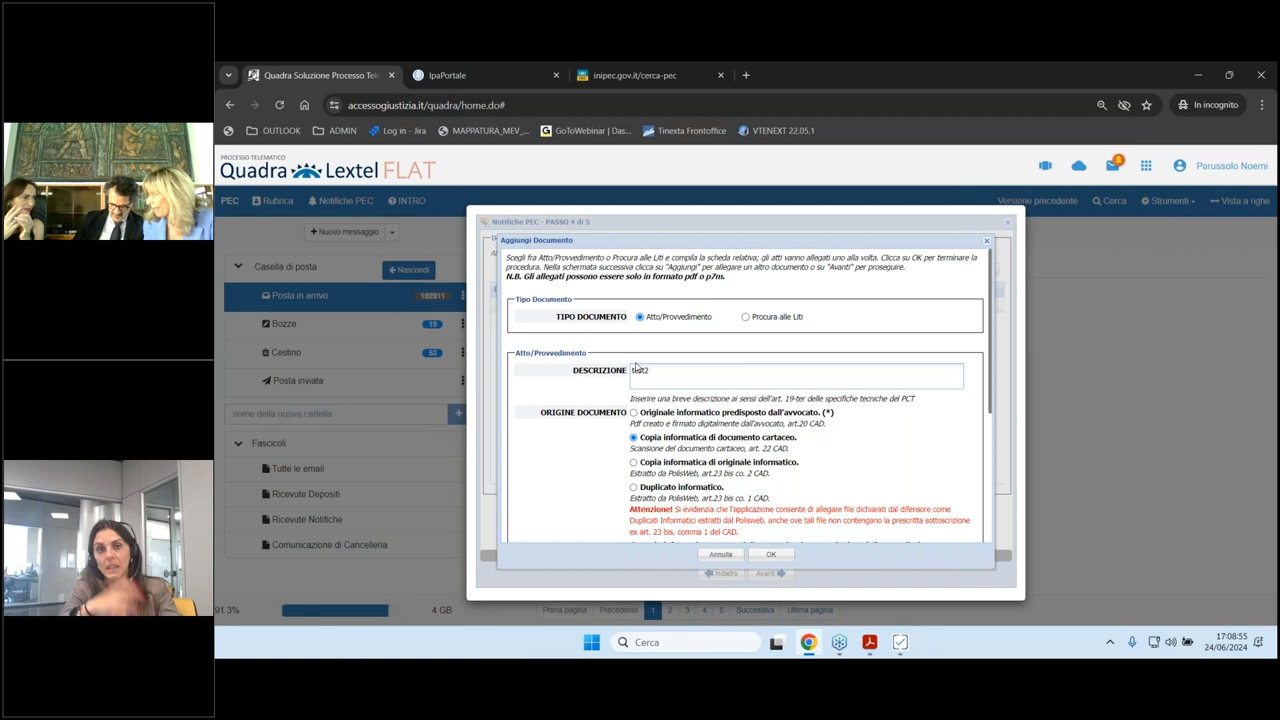 Quadra Soluzione Processo Tel
IpaPortale
inipec.gov.it/cerca-pec
accessogiustizia.it/quadra/home.do#
In incognito
OUTLOOK
ADMIN
Log in - Jira
MAPPATURA_MEV_...
GoToWebinar | Das...
Tinexta Frontoffice
VTENEXT 22.05.1
PROCESSO TELEMATICO
Quadra Lextel FLAT
8
Parussolo Noemi
PEC
Rubrica
Notifiche PEC
INTRO
Versione precedente
Cerca
Strumenti
Vista a righe
Nuovo messaggio
Casella di posta
Nascondi
Posta in arrivo
192911
Bozze
19
Cestino
53
Posta inviata
nome della nuova cartella
Fascicoli
Tutte le email
Ricevute Depositi
Ricevute Notifiche
Comunicazione di Cancelleria
91.3%
4 GB
Notifiche PEC - PASSO 4 di 5
Aggiungi Documento
Scegli fra Atto/Provvedimento o Procura alle Liti e compila la scheda relativa; gli atti vanno allegati uno alla volta. Clicca su OK per terminare la
procedura. Nella schermata successiva clicca su "Aggiungi" per allegare un altro documento o su "Avanti" per proseguire.
N.B. Gli allegati possono essere solo in formato pdf o p7m.
Tipo Documento
TIPO DOCUMENTO
Atto/Provvedimento
Procura alle Liti
Atto/Provvedimento
DESCRIZIONE
test2
Inserire una breve descrizione ai sensi dell'art. 19-ter delle specifiche tecniche del PCT
ORIGINE DOCUMENTO
Originale informatico predisposto dall'avvocato. (*)
Pdf creato e firmato digitalmente dall'avvocato, art.20 CAD.
Copia informatica di documento cartaceo.
Scansione del documento cartaceo, art. 22 CAD.
Copia informatica di originale informatico.
Estratto da PolisWeb, art.23 bis co. 2 CAD.
Duplicato informatico.
Estratto da PolisWeb, art.23 bis co. 1 CAD.
Attenzione! Si evidenzia che l'applicazione consente di allegare file dichiarati dal difensore come
Duplicati Informatici estratti dal Polisweb, anche ove tali file non contengano la prescritta sottoscrizione
ex art. 23 bis, comma 1 del CAD.
Annulla
OK
Indietro
Avanti
Prima pagina
Precedente
1
2
3
4
5
Successiva
Ultima pagina
Cerca
17:08:55
24/06/2024